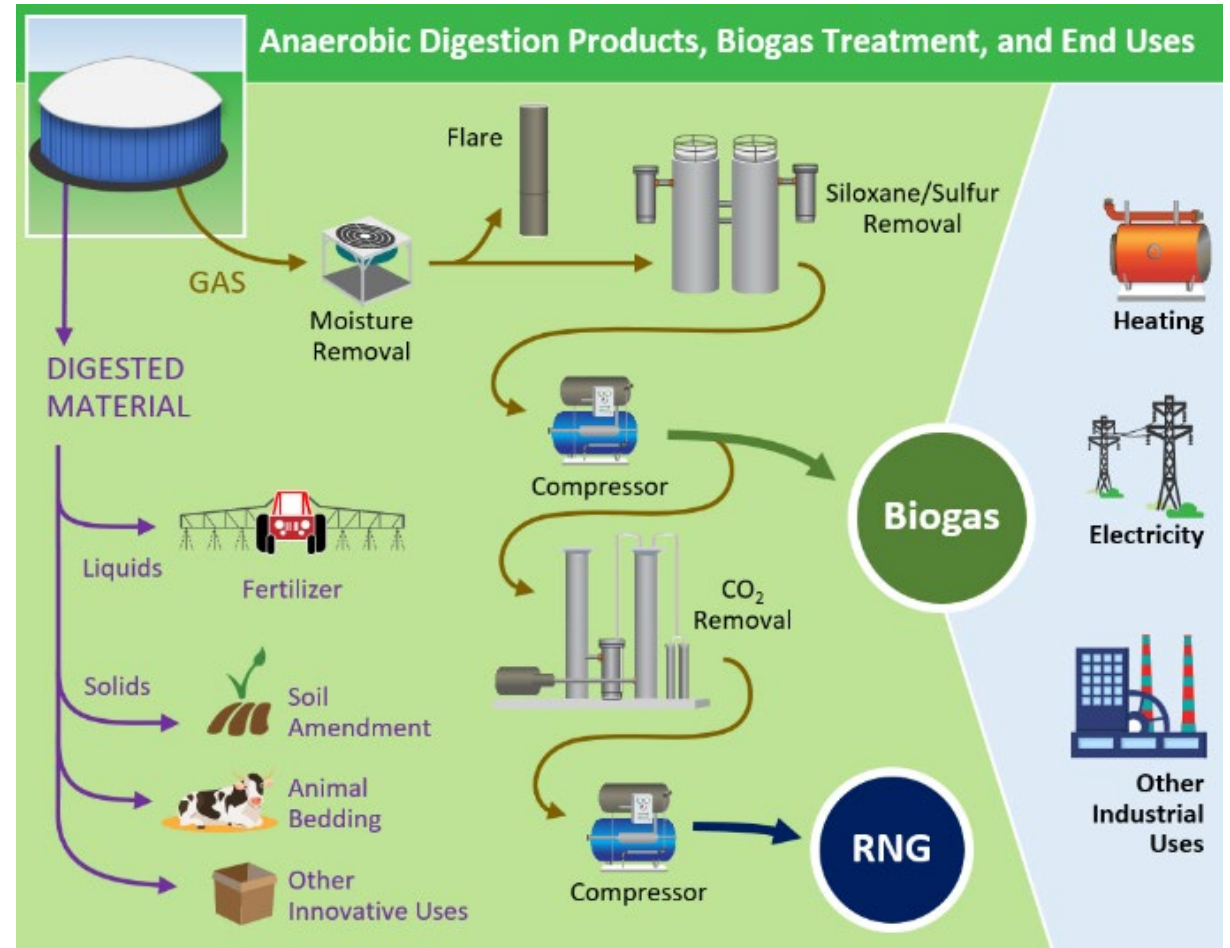 Anaerobic Digestion Products, Biogas Treatment, and End Uses
Flare
Siloxane/Sulfur
Removal
GAS
Moisture
Removal
Heating
DIGESTED
MATERIAL
Compressor
Biogas
Electricity
Liquids
Fertilizer
CO₂
Removal
Solids
Soil
Amendment
Animal
Bedding
Other
Industrial
Uses
RNG
Compressor
Other
Innovative Uses